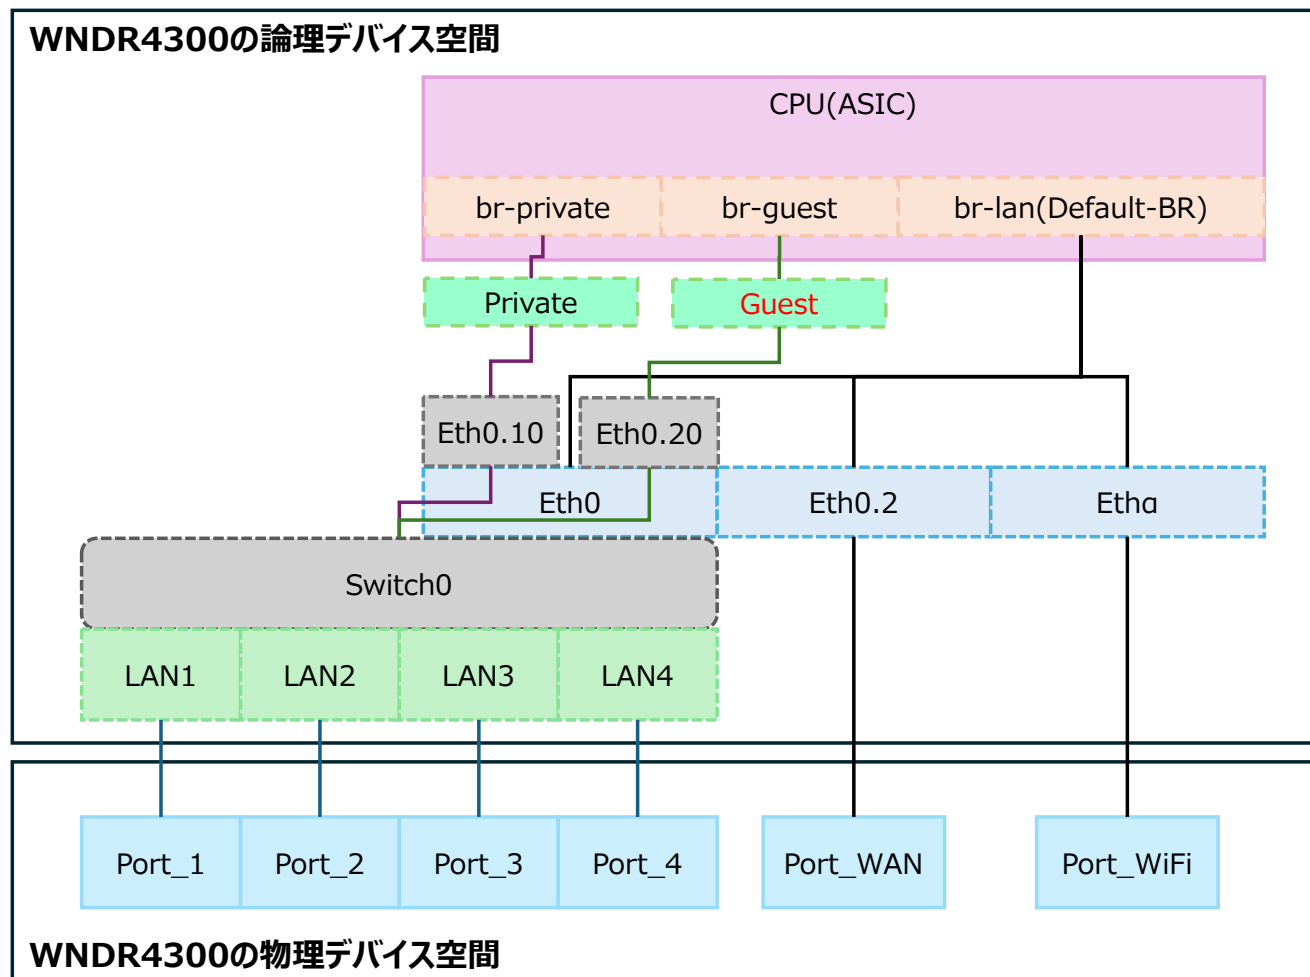 WNDR4300の論理デバイス空間
CPU(ASIC)
br-private
br-guest
br-lan(Default-BR)
Private
Guest
Eth0.10
Eth0.20
Eth0
Eth0.2
Ethα
Switch0
LAN1
LAN2
LAN3
LAN4
Port_1
Port_2
Port_3
Port_4
Port_WAN
Port_WiFi
WNDR4300の物理デバイス空間